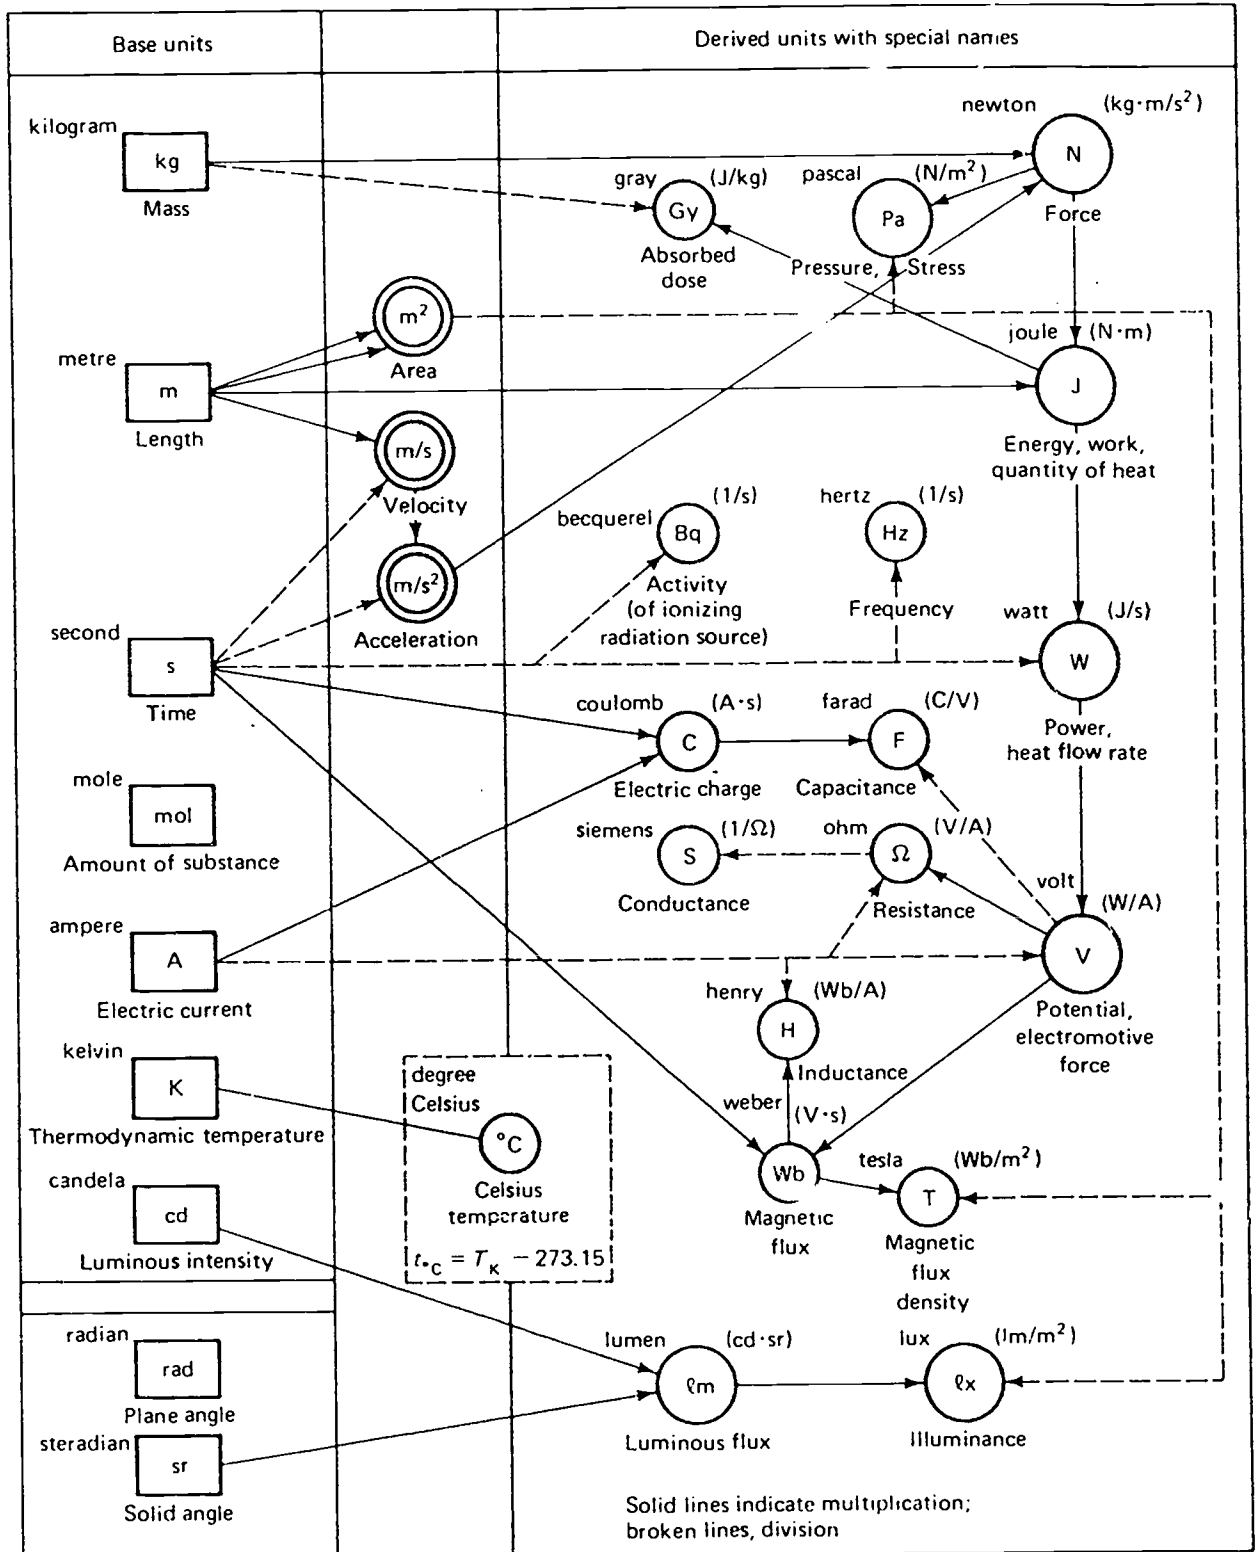 Base units
Derived units with special names
kilogram
kg
Mass
newton (kg·m/s²)
N
Force
gray (J/kg)
Gy
Absorbed
dose
pascal (N/m²)
Pa
Pressure, Stress
m²
Area
metre
m
Length
joule (N·m)
J
Energy, work,
quantity of heat
m/s
Velocity
m/s²
Acceleration
becquerel (1/s)
Bq
Activity
(of ionizing
radiation source)
hertz (1/s)
Hz
Frequency
second
s
Time
watt (J/s)
W
Power,
heat flow rate
coulomb (A·s)
C
Electric charge
farad (C/V)
F
Capacitance
mole
mol
Amount of substance
siemens (1/Ω)
S
Conductance
ohm (V/A)
Ω
Resistance
volt (W/A)
V
Potential,
electromotive
force
ampere
A
Electric current
henry (Wb/A)
H
Inductance
kelvin
K
Thermodynamic temperature
degree
Celsius
°C
Celsius
temperature
t°C = TK − 273.15
weber (V·s)
Wb
Magnetic
flux
tesla (Wb/m²)
T
Magnetic
flux
density
candela
cd
Luminous intensity
radian
rad
Plane angle
lumen (cd·sr)
ℓm
Luminous flux
lux (lm/m²)
ℓx
Illuminance
steradian
sr
Solid angle
Solid lines indicate multiplication;
broken lines, division